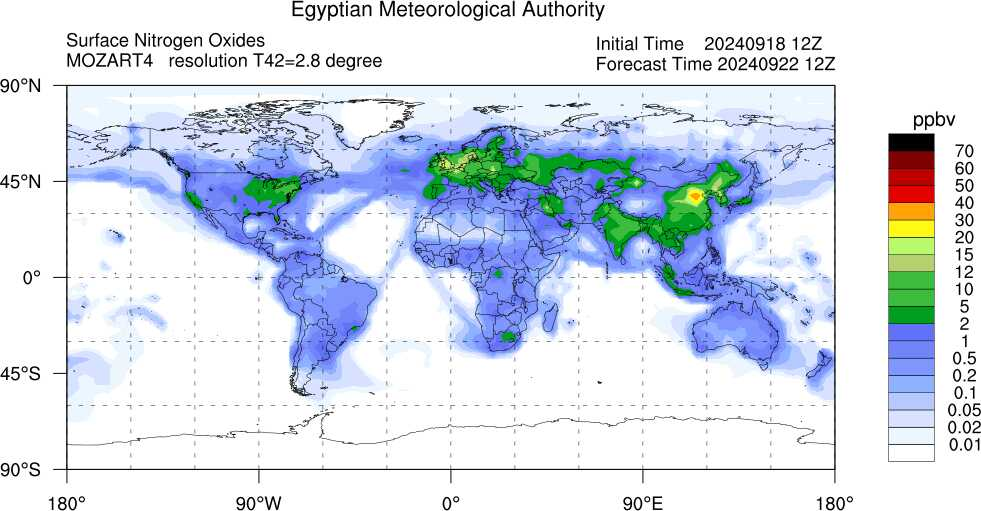 Egyptian Meteorological Authority
Surface Nitrogen Oxides
MOZART4 resolution T42=2.8 degree
Initial Time 20240918 12Z
Forecast Time 20240922 12Z
90°N
45°N
0°
45°S
90°S
180°
90°W
0°
90°E
180°
ppbv
70
60
50
40
30
20
15
12
10
5
2
1
0.5
0.2
0.1
0.05
0.02
0.01